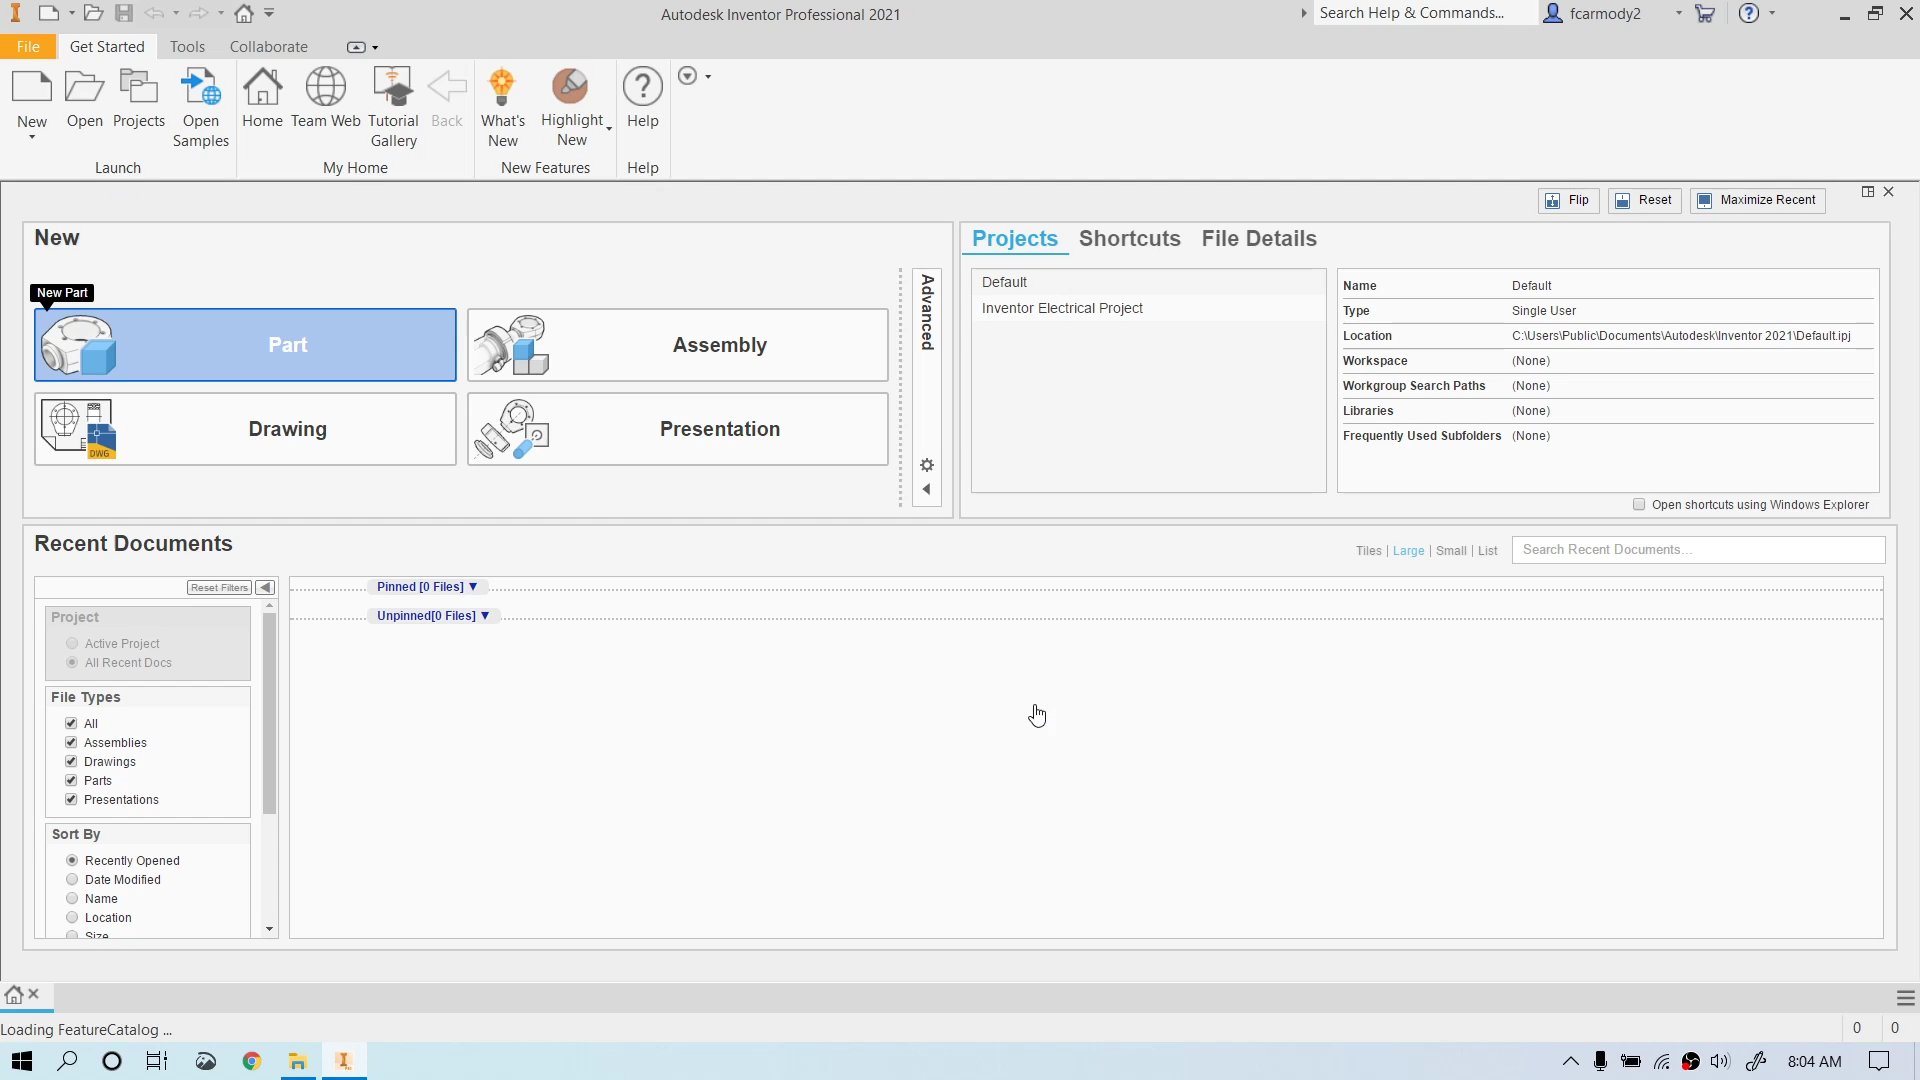 Autodesk Inventor Professional 2021
Search Help & Commands...
fcarmody2
File
Get Started
Tools
Collaborate
New
Open
Projects
Open Samples
Home
Team Web
Tutorial Gallery
Back
What's New
Highlight New
Help
Launch
My Home
New Features
Help
Flip
Reset
Maximize Recent
New
New Part
Part
Assembly
Drawing
DWG
Presentation
Advanced
Projects
Shortcuts
File Details
Default
Inventor Electrical Project
Name Default
Type Single User
Location C:\Users\Public\Documents\Autodesk\Inventor 2021\Default.ipj
Workspace (None)
Workgroup Search Paths (None)
Libraries (None)
Frequently Used Subfolders (None)
Open shortcuts using Windows Explorer
Recent Documents
Tiles | Large | Small | List
Search Recent Documents...
Reset Filters
Project
Active Project
All Recent Docs
File Types
All
Assemblies
Drawings
Parts
Presentations
Sort By
Recently Opened
Date Modified
Name
Location
Size
Pinned [0 Files]
Unpinned[0 Files]
Loading FeatureCatalog ...
0 0
8:04 AM